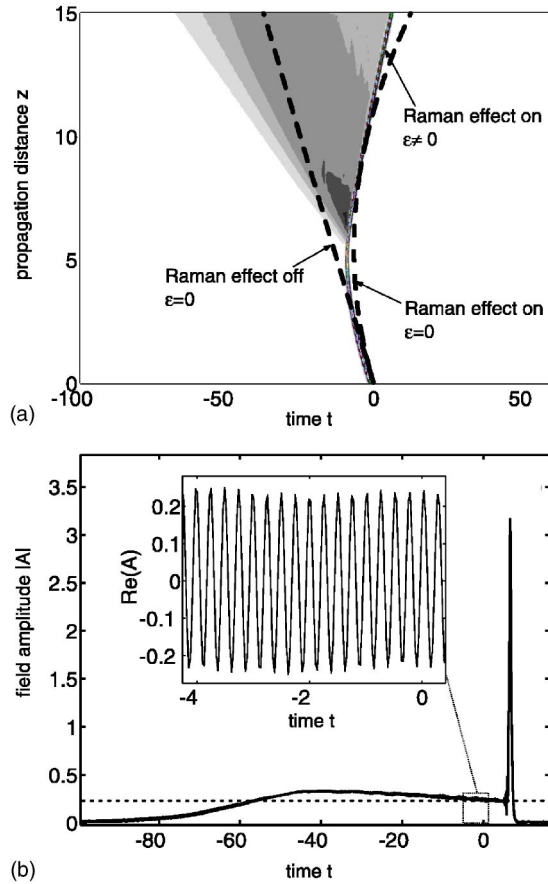 15
10
5
0
propagation distance z
Raman effect on
ε≠0
Raman effect off
ε=0
Raman effect on
ε=0
-100
-50
0
50
time t
(a)
3.5
3
2.5
2
1.5
1
0.5
0
field amplitude |A|
0.2
0.1
0
-0.1
-0.2
Re(A)
-4
-2
0
time t
-80
-60
-40
-20
0
time t
(b)